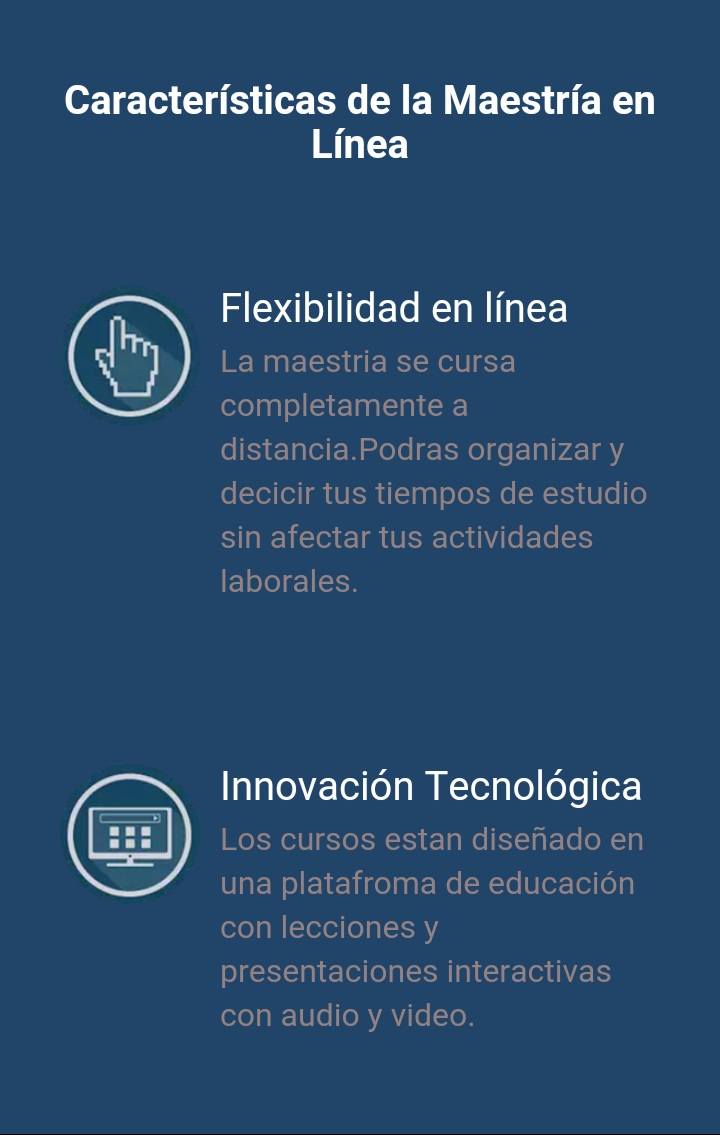 Características de la Maestría en
Línea
Flexibilidad en línea
La maestria se cursa
completamente a
distancia.Podras organizar y
decicir tus tiempos de estudio
sin afectar tus actividades
laborales.
Innovación Tecnológica
Los cursos estan diseñado en
una platafroma de educación
con lecciones y
presentaciones interactivas
con audio y video.